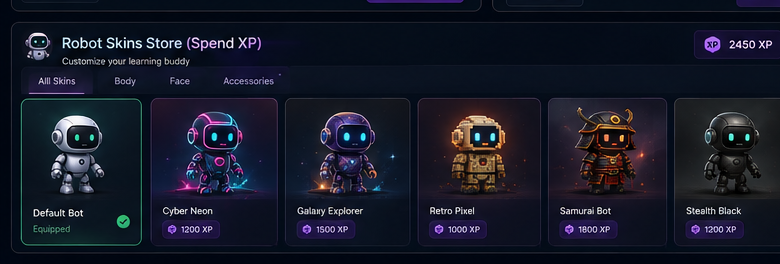 Robot Skins Store (Spend XP)
Customize your learning buddy
XP 2450 XP
All Skins Body Face Accessories
Default Bot
Equipped
Cyber Neon
1200 XP
Galaxy Explorer
1500 XP
Retro Pixel
1000 XP
Samurai Bot
1800 XP
Stealth Black
1200 XP